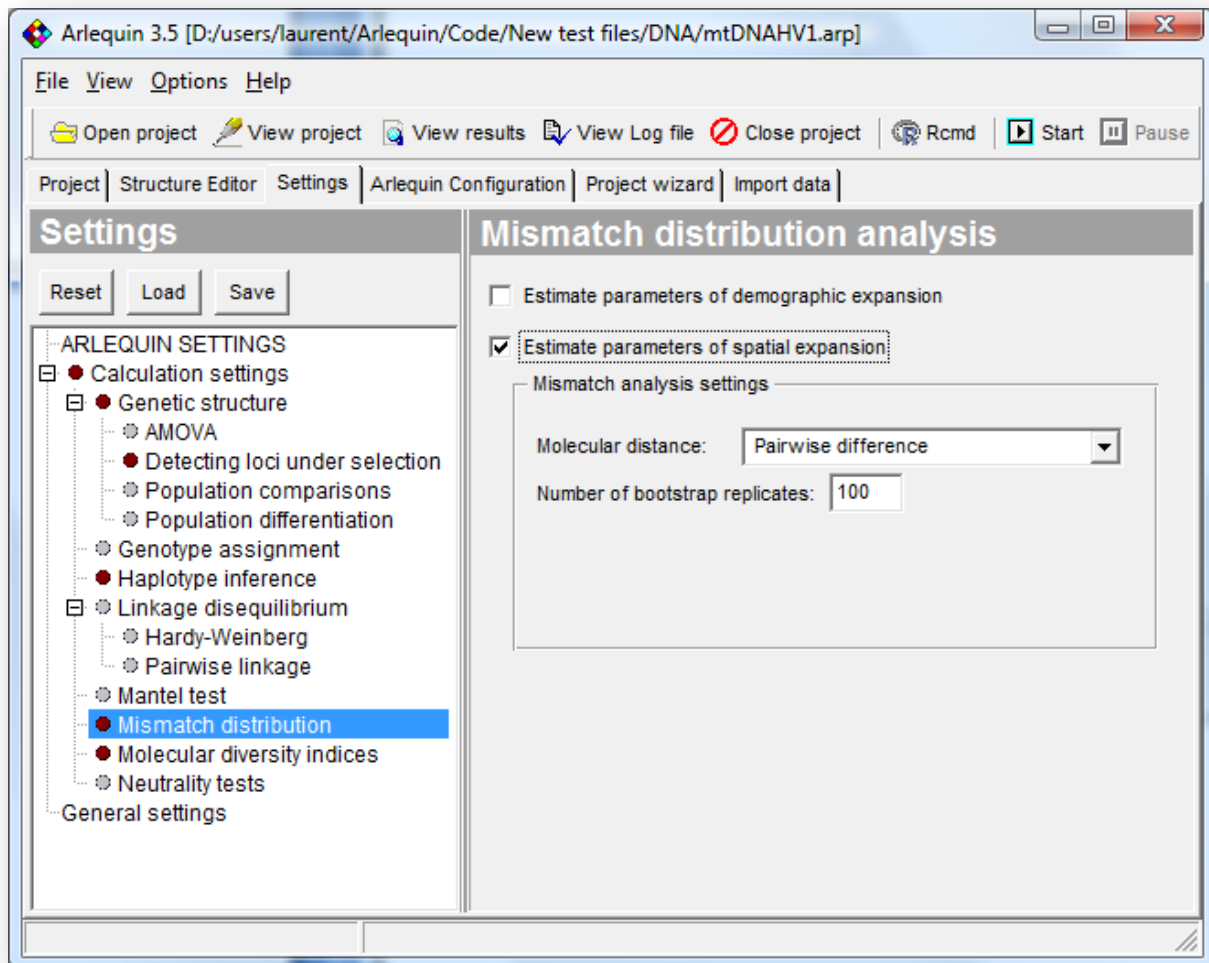 Arlequin 3.5 [D:/users/laurent/Arlequin/Code/New test files/DNA/mtDNAHV1.arp]
File View Options Help
Open project View project View results View Log file Close project Rcmd Start Pause
Project Structure Editor Settings Arlequin Configuration Project wizard Import data
Settings
Reset Load Save
ARLEQUIN SETTINGS
Calculation settings
Genetic structure
AMOVA
Detecting loci under selection
Population comparisons
Population differentiation
Genotype assignment
Haplotype inference
Linkage disequilibrium
Hardy-Weinberg
Pairwise linkage
Mantel test
Mismatch distribution
Molecular diversity indices
Neutrality tests
General settings
Mismatch distribution analysis
Estimate parameters of demographic expansion
Estimate parameters of spatial expansion
Mismatch analysis settings
Molecular distance: Pairwise difference
Number of bootstrap replicates: 100